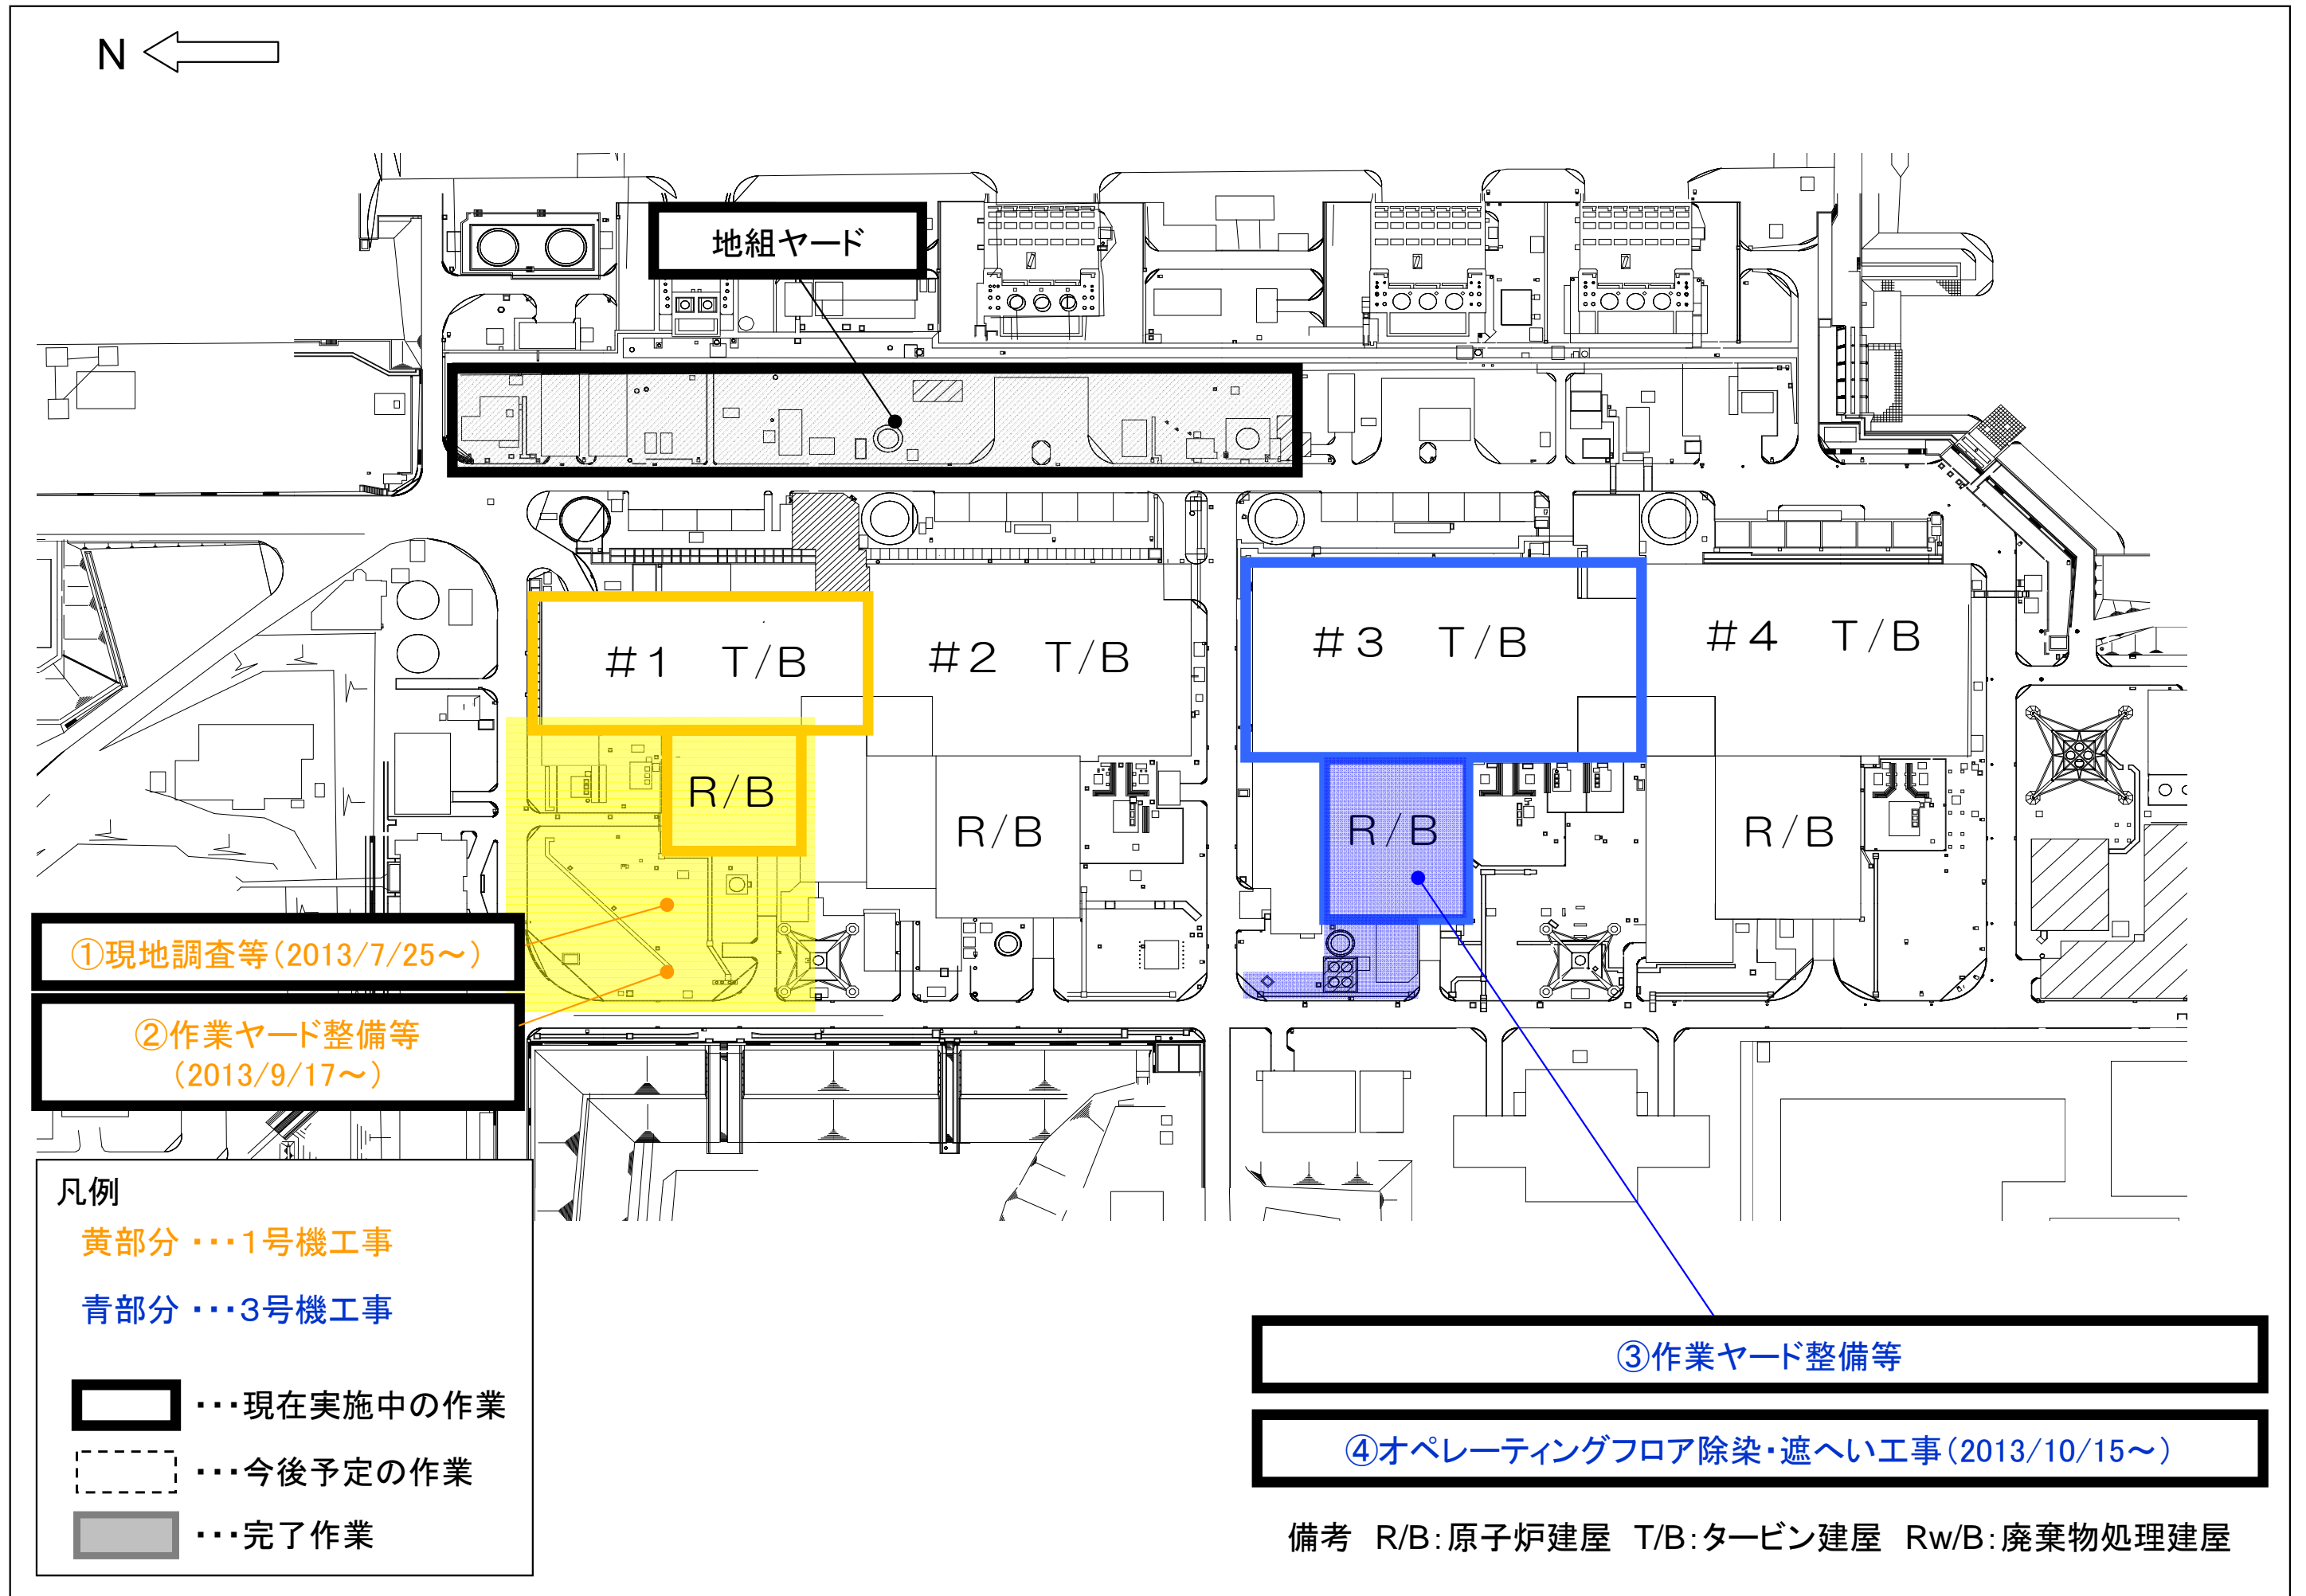 N
地組ヤード
#1 T/B
#2 T/B
#3 T/B
#4 T/B
R/B
R/B
R/B
R/B
①現地調査等(2013/7/25～)
②作業ヤード整備等
(2013/9/17～)
凡例
黄部分 ･･･1号機工事
青部分 ･･･3号機工事
･･･現在実施中の作業
･･･今後予定の作業
･･･完了作業
③作業ヤード整備等
④オペレーティングフロア除染・遮へい工事(2013/10/15～)
備考 R/B:原子炉建屋 T/B:タービン建屋 Rw/B:廃棄物処理建屋